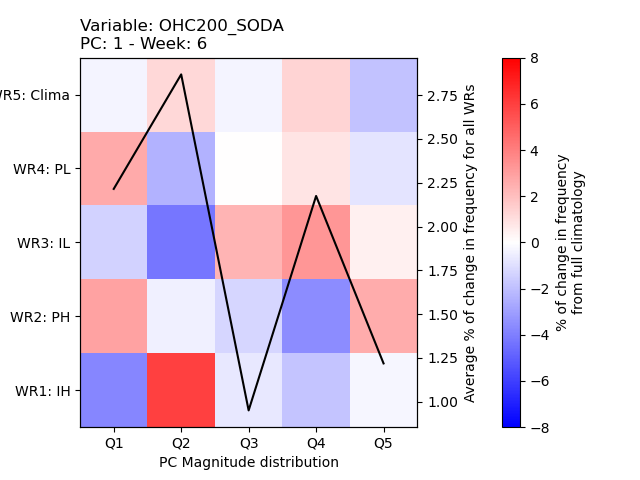 Variable: OHC200_SODA
PC: 1 - Week: 6
WR5: Clima
WR4: PL
WR3: IL
WR2: PH
WR1: IH
Q1 Q2 Q3 Q4 Q5
PC Magnitude distribution
2.75
2.50
2.25
2.00
1.75
1.50
1.25
1.00
Average % of change in frequency for all WRs
8
6
4
2
0
−2
−4
−6
−8
% of change in frequency
from full climatology